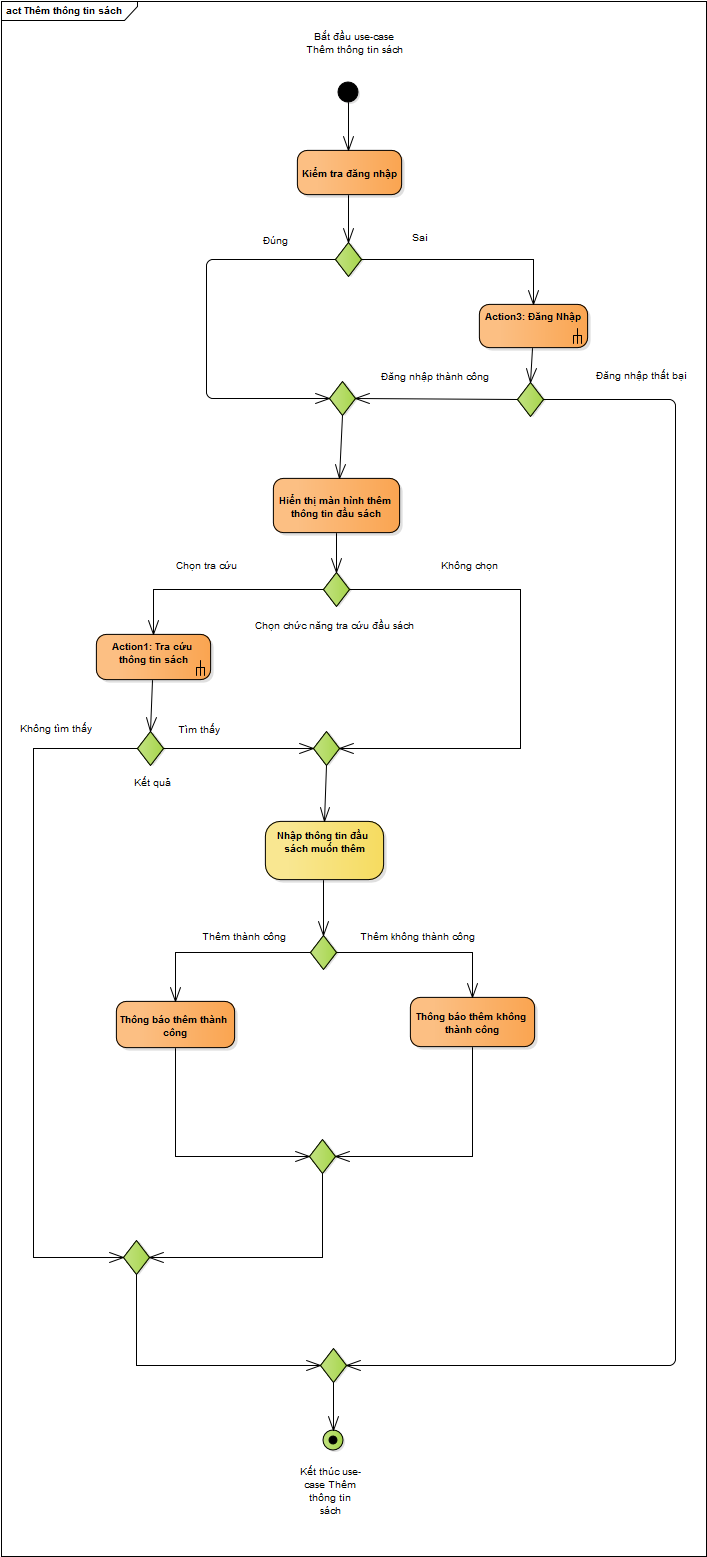 act Thêm thông tin sách
Bắt đầu use-case
Thêm thông tin sách
Kiểm tra đăng nhập
Đúng
Sai
Action3: Đăng Nhập
Đăng nhập thành công
Đăng nhập thất bại
Hiển thị màn hình thêm
thông tin đầu sách
Chọn tra cứu
Không chọn
Chọn chức năng tra cứu đầu sách
Action1: Tra cứu
thông tin sách
Không tìm thấy
Tìm thấy
Kết quả
Nhập thông tin đầu
sách muốn thêm
Thêm thành công
Thêm không thành công
Thông báo thêm thành
công
Thông báo thêm không
thành công
Kết thúc use-
case Thêm
thông tin
sách